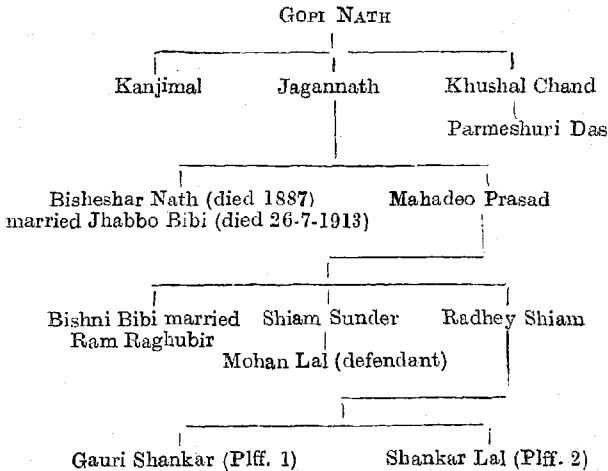 GOPI NATH
Kanjimal Jagannath Khushal Chand
Parmeshuri Das
Bisheshar Nath (died 1887) Mahadeo Prasad
married Jhabbo Bibi (died 26-7-1913)
Bishni Bibi married Shiam Sunder Radhey Shiam
Ram Raghubir
Mohan Lal (defendant)
Gauri Shankar (Plff. 1) Shankar Lal (Plff. 2)